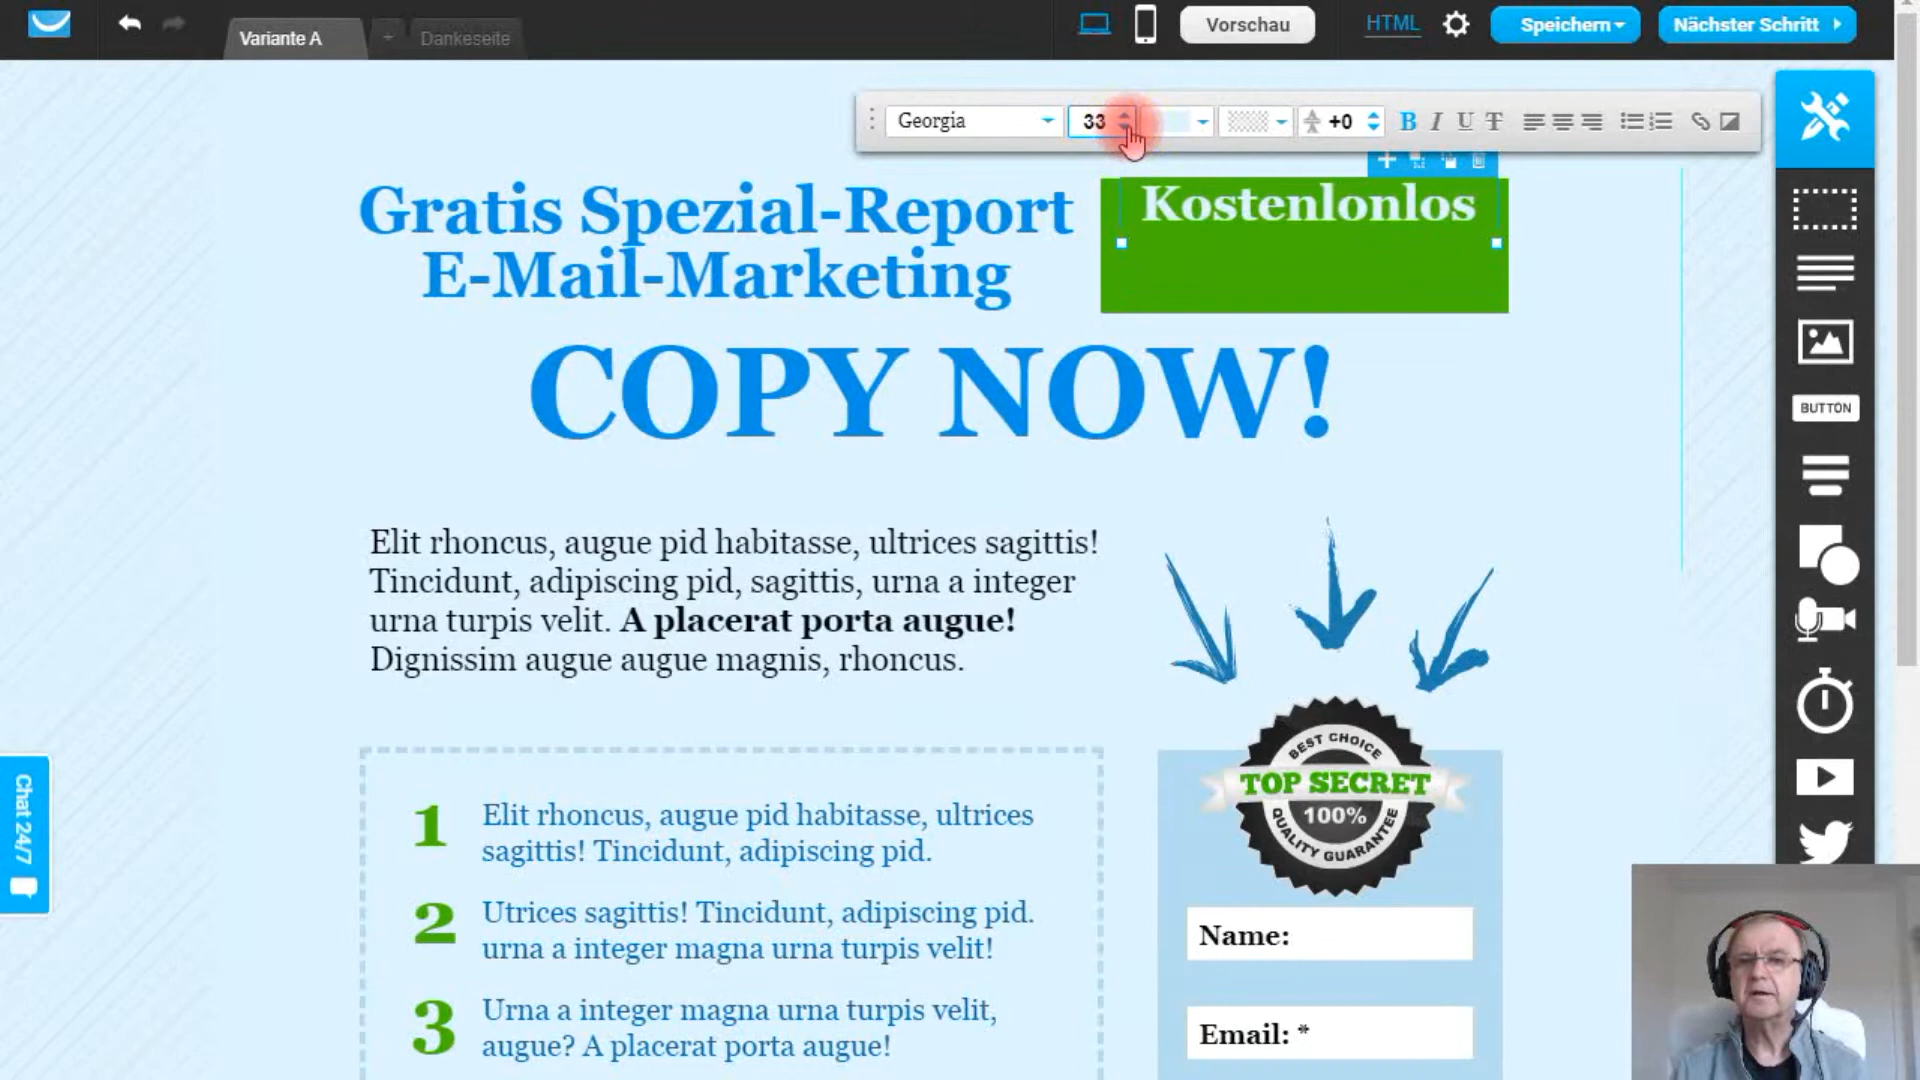 Variante A
+
Dankeseite
Vorschau
HTML
Speichern
Nächster Schritt
Georgia
33
+0
B I U T
Gratis Spezial-Report
E-Mail-Marketing
Kostenlonlos
COPY NOW!
BUTTON
Elit rhoncus, augue pid habitasse, ultrices sagittis!
Tincidunt, adipiscing pid, sagittis, urna a integer
urna turpis velit. A placerat porta augue!
Dignissim augue augue magnis, rhoncus.
Chat 24/7
1
Elit rhoncus, augue pid habitasse, ultrices
sagittis! Tincidunt, adipiscing pid.
2
Utrices sagittis! Tincidunt, adipiscing pid.
urna a integer magna urna turpis velit!
3
Urna a integer magna urna turpis velit,
augue? A placerat porta augue!
BEST CHOICE
TOP SECRET
100%
QUALITY GUARANTEE
Name:
Email: *